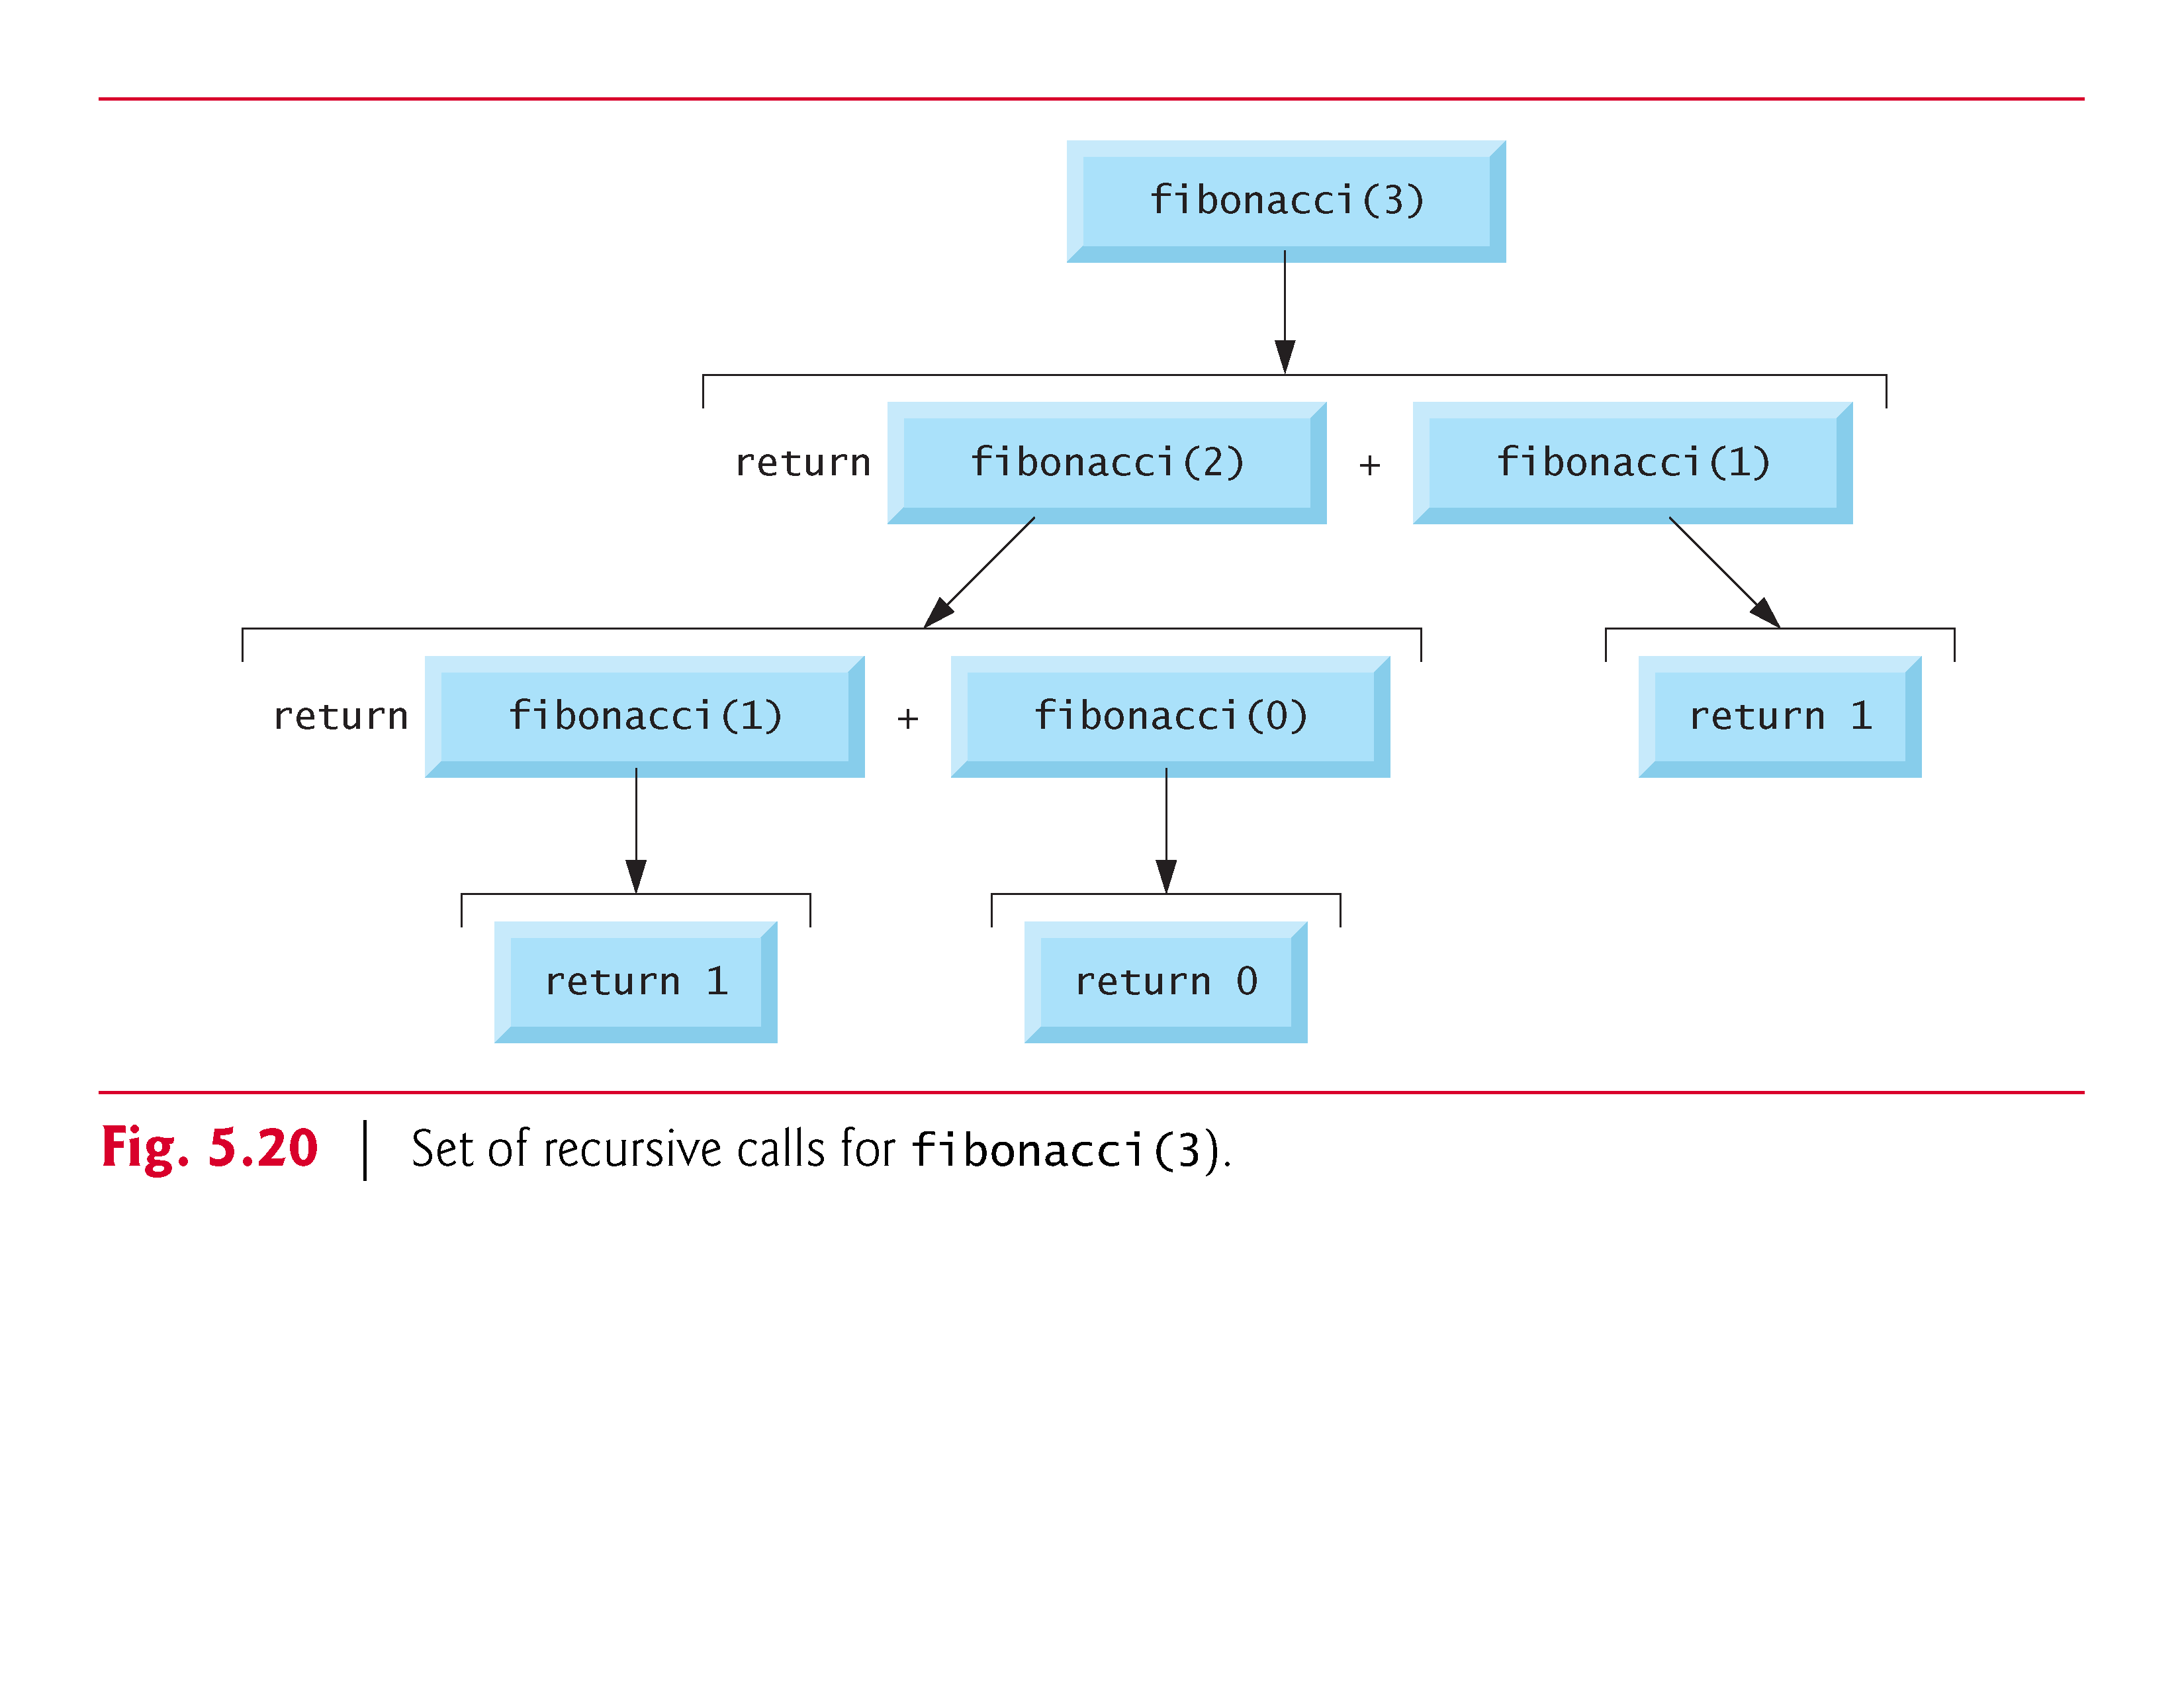 fibonacci(3)
return fibonacci(2) + fibonacci(1)
return fibonacci(1) + fibonacci(0) return 1
return 1 return 0
Fig. 5.20 | Set of recursive calls for fibonacci(3).